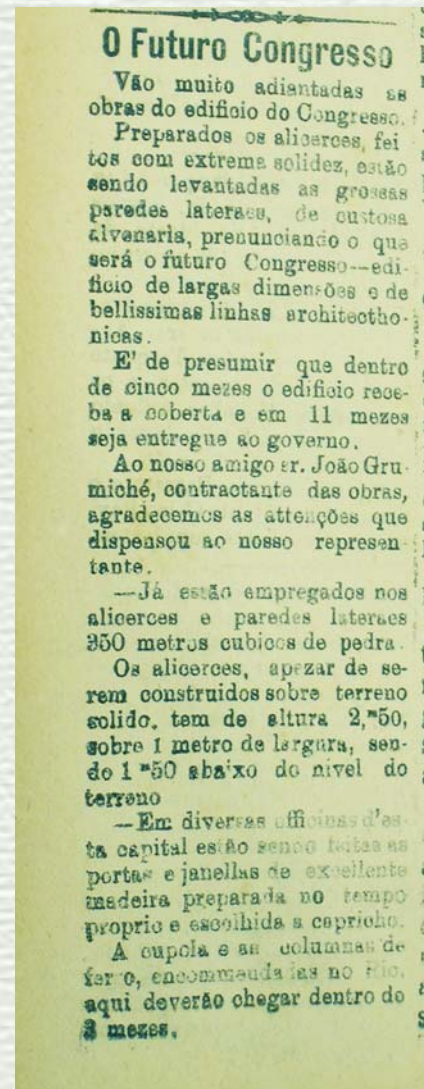 O Futuro Congresso
Vão muito adiantadas as
obras do edificio do Congresso.
Preparados os alicerces, fei
tos com extrema solidez, estão
sendo levantadas as grossas
paredes lateraes, de custosa
alvenaria, prenunciando o que
será o futuro Congresso—edi-
ficio de largas dimensões e de
bellissimas linhas architectho-
nicas.
E' de presumir que dentro
de cinco mezes o edificio rece-
ba a coberta e em 11 mezes
seja entregue ao governo.
Ao nosso amigo sr. João Gru-
miché, contractante das obras,
agradecemos as attenções que
dispensou ao nosso represen-
tante.
—Já estão empregados nos
alicerces e paredes lateraes
350 metros cubicos de pedra.
Os alicerces, apezar de se-
rem construidos sobre terreno
solido, tem de altura 2,ᵐ50,
sobre 1 metro de largura, sen-
do 1 ᵐ50 abaixo do nivel do
terreno
—Em diversas officinas d'es-
ta capital estão sendo feitas as
portas e janellas de excellente
madeira preparada no tempo
proprio e escolhida a capricho.
A cupola e as columnas de
ferro, encommendadas no Rio,
aqui deverão chegar dentro de
3 mezes.